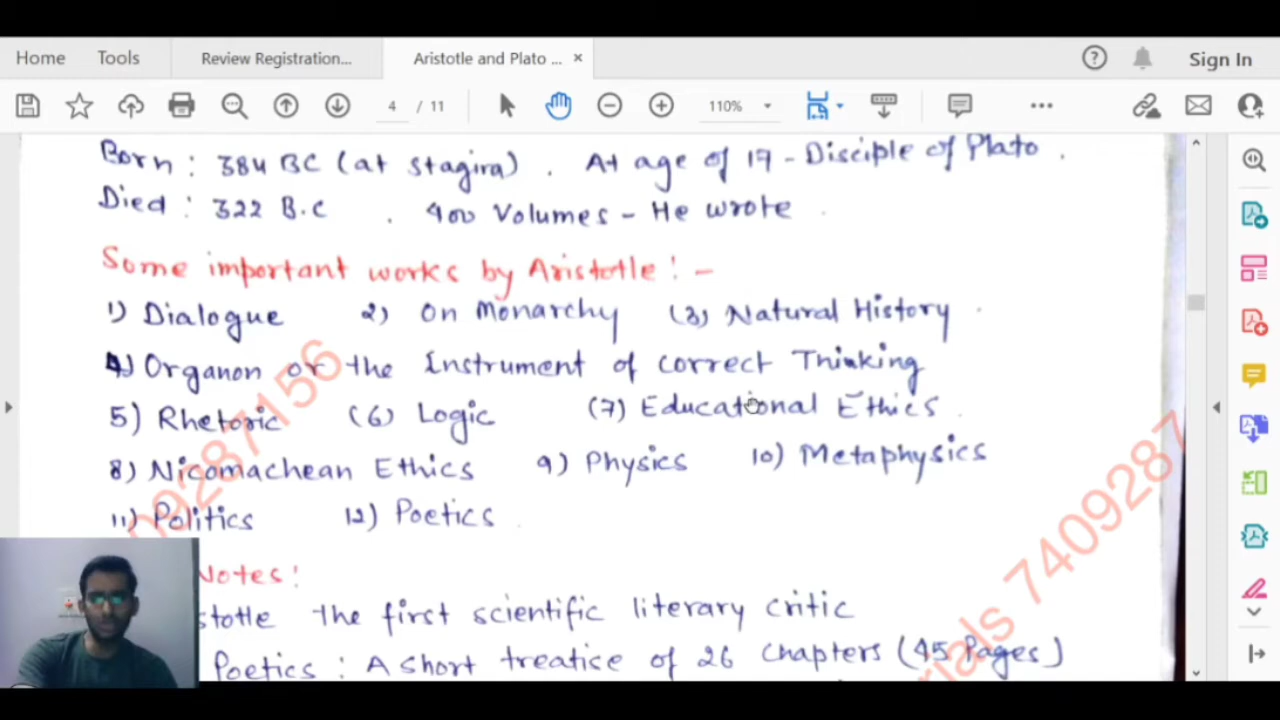 Home Tools Review Registration... Aristotle and Plato ... × Sign In
4 / 11 110%
Born : 384 BC (at Stagira) . At age of 17 - Disciple of Plato .
Died : 322 B.C . 400 Volumes - He wrote
Some important works by Aristotle : -
1) Dialogue 2) On Monarchy (3) Natural History .
4) Organon or the Instrument of correct Thinking
5) Rhetoric (6) Logic (7) Educational Ethics .
8) Nicomachean Ethics 9) Physics 10) Metaphysics
11) Politics 12) Poetics .
Notes :
stotle The first scientific literary critic
Poetics : A short treatise of 26 chapters (45 Pages)
09287156
ials 7409287